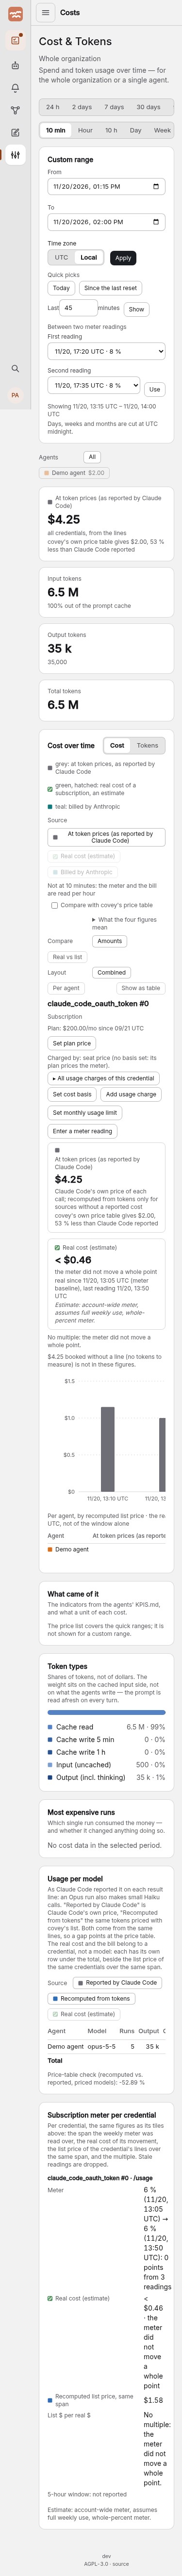 Costs
Cost & Tokens
Whole organization
Spend and token usage over time — for
the whole organization or a single agent.
24 h 2 days 7 days 30 days
10 min Hour 10 h Day Week
Custom range
From
11/20/2026, 01:15 PM
To
11/20/2026, 02:00 PM
Time zone
UTC Local Apply
Quick picks
Today Since the last reset
Last 45 minutes Show
Between two meter readings
First reading
11/20, 17:20 UTC · 8 %
Second reading
11/20, 17:35 UTC · 8 % Use
Showing 11/20, 13:15 UTC – 11/20, 14:00
UTC
Days, weeks and months are cut at UTC
midnight.
Agents All
Demo agent $2.00
At token prices (as reported by Claude
Code)
$4.25
all credentials, from the lines
covey's own price table gives $2.00, 53 %
less than Claude Code reported
Input tokens
6.5 M
100% out of the prompt cache
Output tokens
35 k
35,000
Total tokens
6.5 M
Cost over time Cost Tokens
grey: at token prices, as reported by
Claude Code
green, hatched: real cost of a
subscription, an estimate
teal: billed by Anthropic
Source
At token prices (as reported by
Claude Code)
Real cost (estimate)
Billed by Anthropic
Not at 10 minutes: the meter and the bill
are read per hour
Compare with covey's price table
▸ What the four figures
mean
Compare Amounts
Real vs list
Layout Combined
Per agent Show as table
claude_code_oauth_token #0
Subscription
Plan: $200.00/mo since 09/21 UTC
Set plan price
Charged by: seat price (no basis set: its
plan prices the meter).
▸ All usage charges of this credential
Set cost basis Add usage charge
Set monthly usage limit
Enter a meter reading
At token prices (as reported by
Claude Code)
$4.25
Claude Code's own price of each
call; recomputed from tokens only for
sources without a reported cost
covey's own price table gives $2.00,
53 % less than Claude Code reported
Real cost (estimate)
< $0.46
the meter did not move a whole point
real since 11/20, 13:05 UTC (meter
baseline), last reading 11/20, 13:50
UTC
Estimate: account-wide meter,
assumes full weekly use, whole-
percent meter.
No multiple: the meter did not move a
whole point.
$4.25 booked without a line (no tokens to
measure) is not in these figures.
$1.5
$1.0
$0.5
$0
11/20, 13:10 UTC
Per agent, by recomputed list price · the re
UTC, not of the window alone
Agent At token prices (as reporte
Demo agent
What came of it
The indicators from the agents' KPIS.md,
and what a unit of each cost.
The price list covers the quick ranges; it is
not shown for a custom range.
Token types
Shares of tokens, not of dollars. The
weight sits on the cached input side, not
on what the agents write — the prompt is
read afresh on every turn.
Cache read 6.5 M · 99%
Cache write 5 min 0 · 0%
Cache write 1 h 0 · 0%
Input (uncached) 500 · 0%
Output (incl. thinking) 35 k · 1%
Most expensive runs
Which single run consumed the money —
and whether it changed anything doing so.
No cost data in the selected period.
Usage per model
As Claude Code reported it on each result
line: an Opus run also makes small Haiku
calls. "Reported by Claude Code" is
Claude Code's own price, "Recomputed
from tokens" the same tokens priced with
covey's list. Both come from the same
lines, so a gap points at the price table.
The real cost and the bill belong to a
credential, not a model: each has its own
row under the total, beside the list price of
the same credentials over the same span.
Source Reported by Claude Code
Recomputed from tokens
Real cost (estimate)
Agent Model Runs Output
Demo agent opus-5-5 5 35 k
Total
Price-table check (recomputed vs.
reported, priced models): -52.89 %
Subscription meter per credential
Per credential, the same figures as its tiles
above: the span the weekly meter was
read over, the real cost of its movement,
the list price of the credential's lines over
the same span, and the multiple. Stale
readings are dropped.
claude_code_oauth_token #0 · /usage
Meter 6 %
(11/20,
13:05
UTC) →
6 %
(11/20,
13:50
UTC): 0
points
from 3
readings
Real cost (estimate) <
$0.46
· the
meter
did
not
move
a
whole
point
Recomputed list price, same
span $1.58
List $ per real $ No
multiple:
the
meter
did not
move a
whole
point.
5-hour window: not reported
Estimate: account-wide meter, assumes
full weekly use, whole-percent meter.
PA
dev
AGPL-3.0 · source